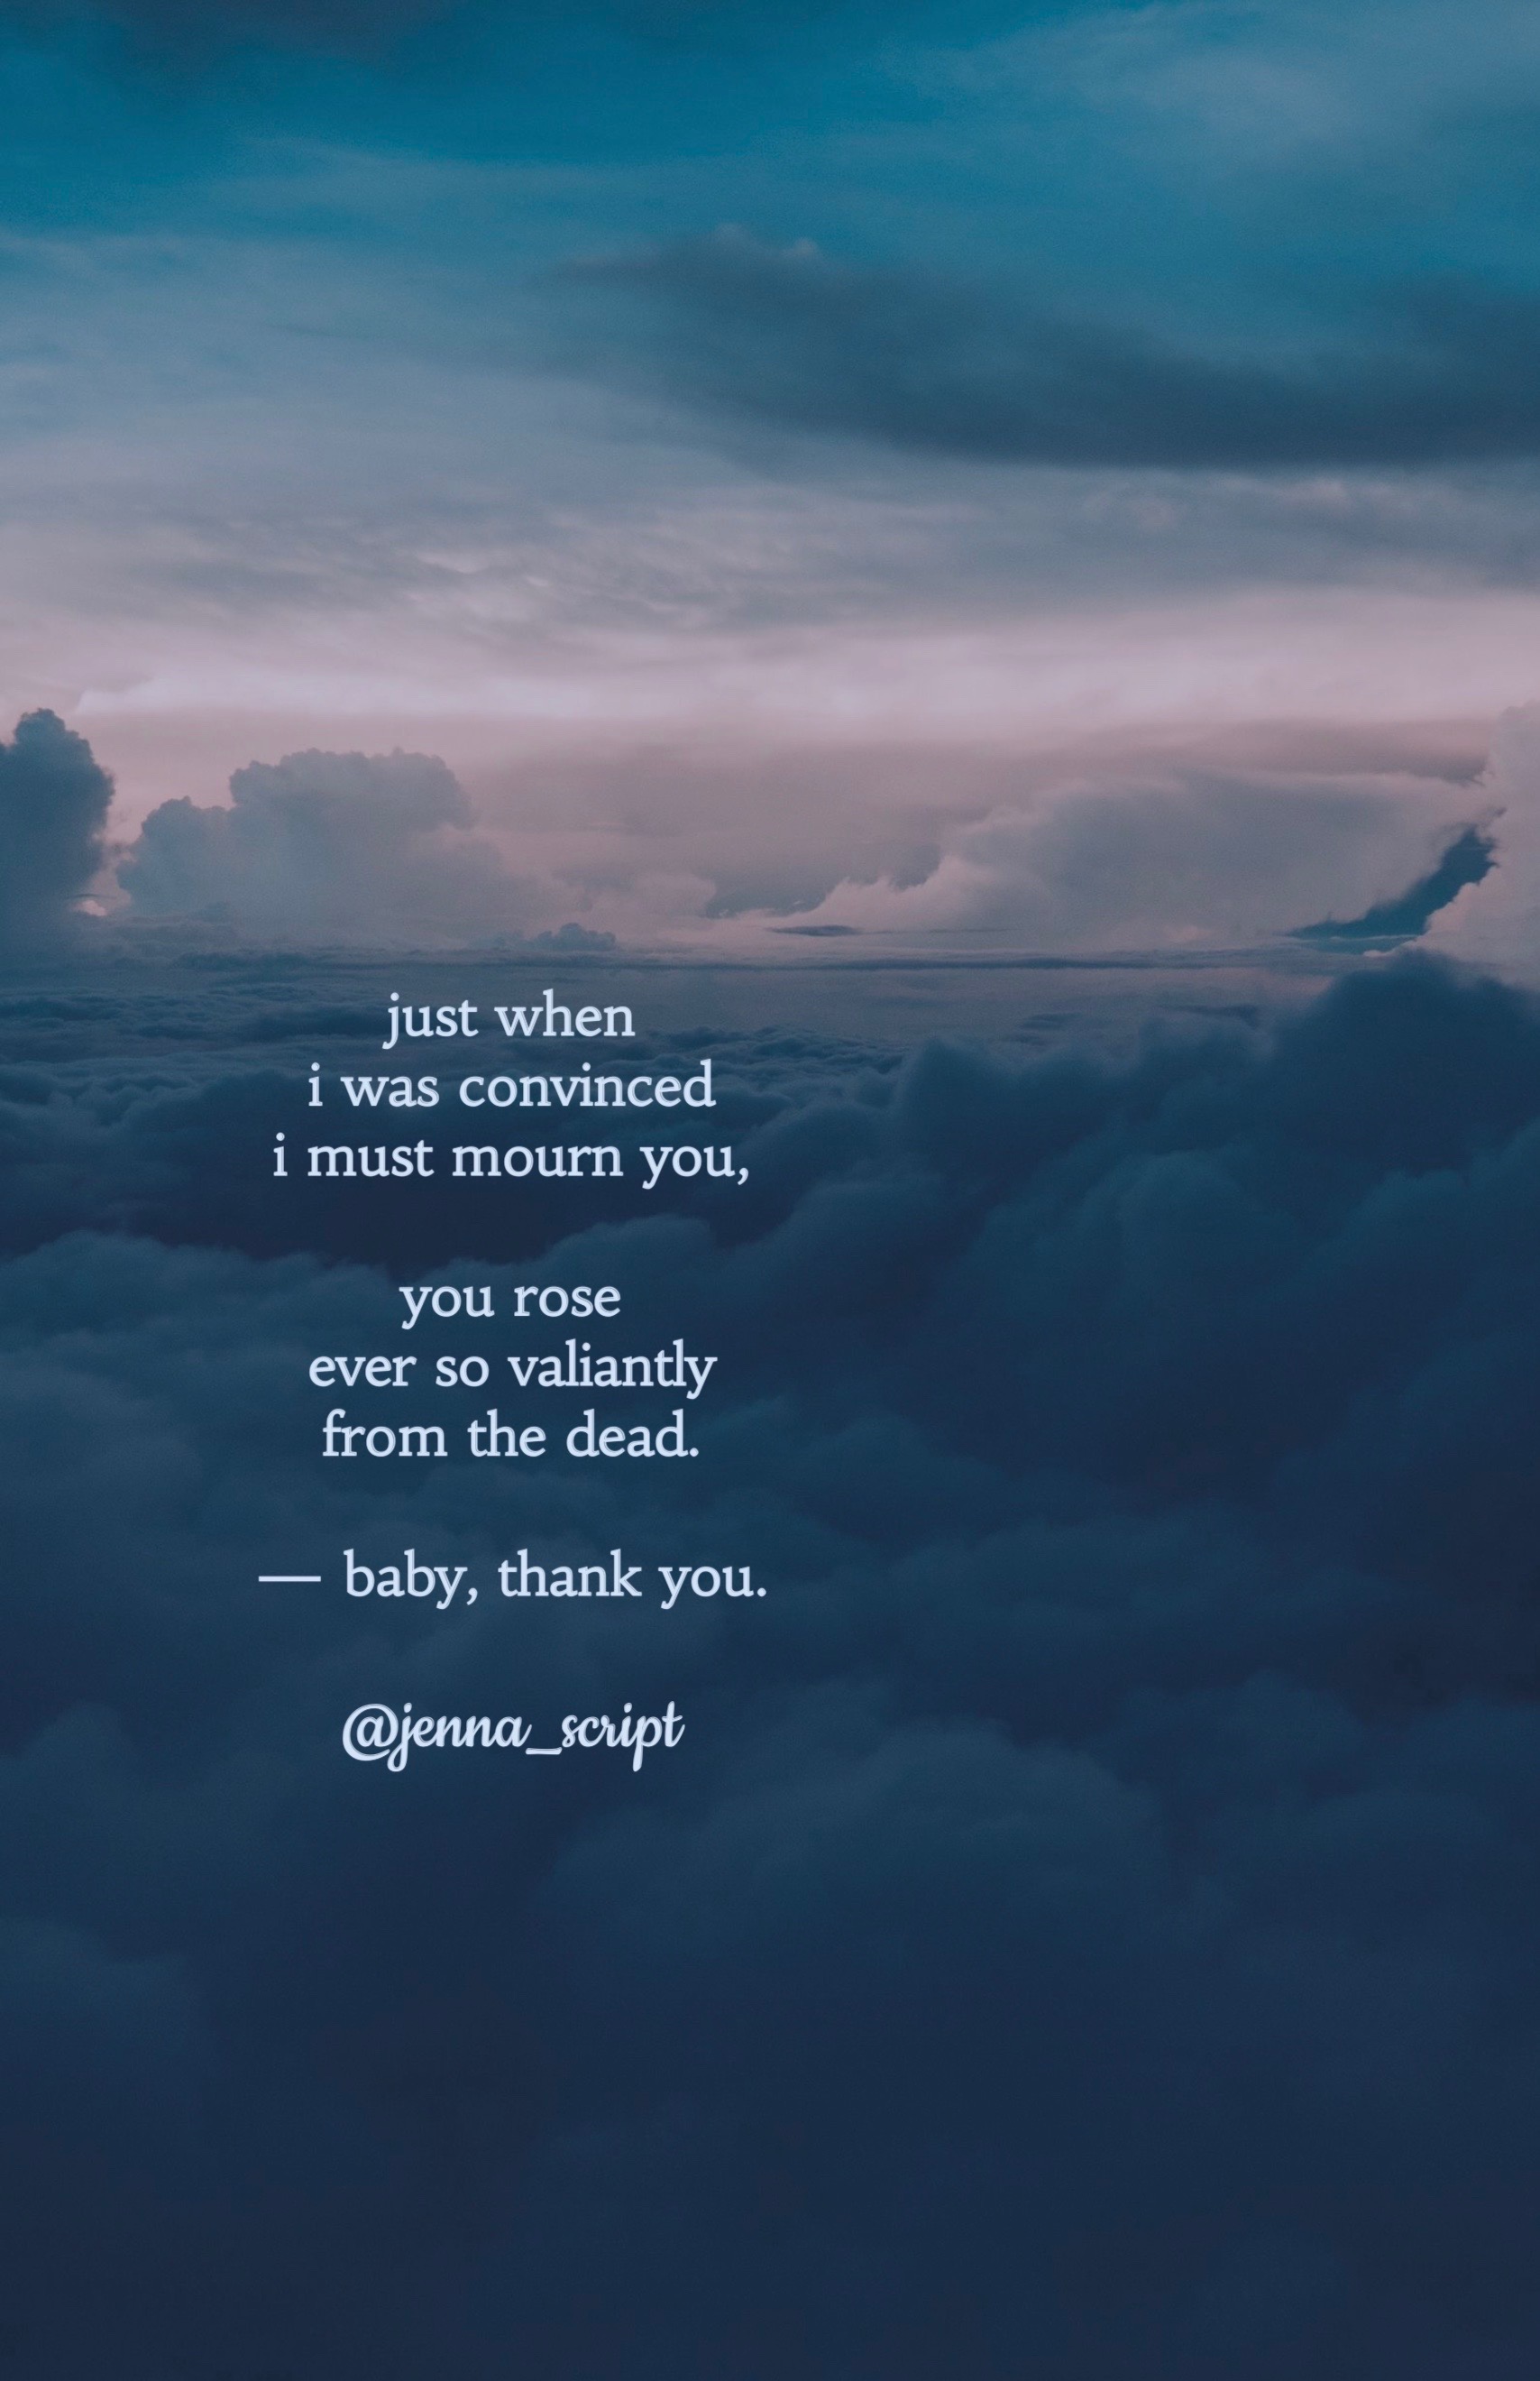 just when
i was convinced
i must mourn you,
you rose
ever so valiantly
from the dead.
— baby, thank you.
@jenna_script